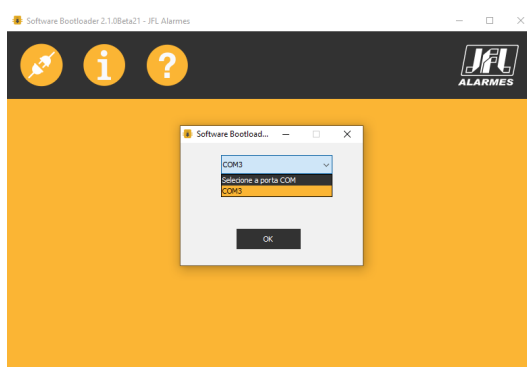 Software Bootloader 2.1.0Beta21 - JFL Alarmes
JFL
ALARMES
Software Bootload...
COM3
Selecione a porta COM
COM3
OK